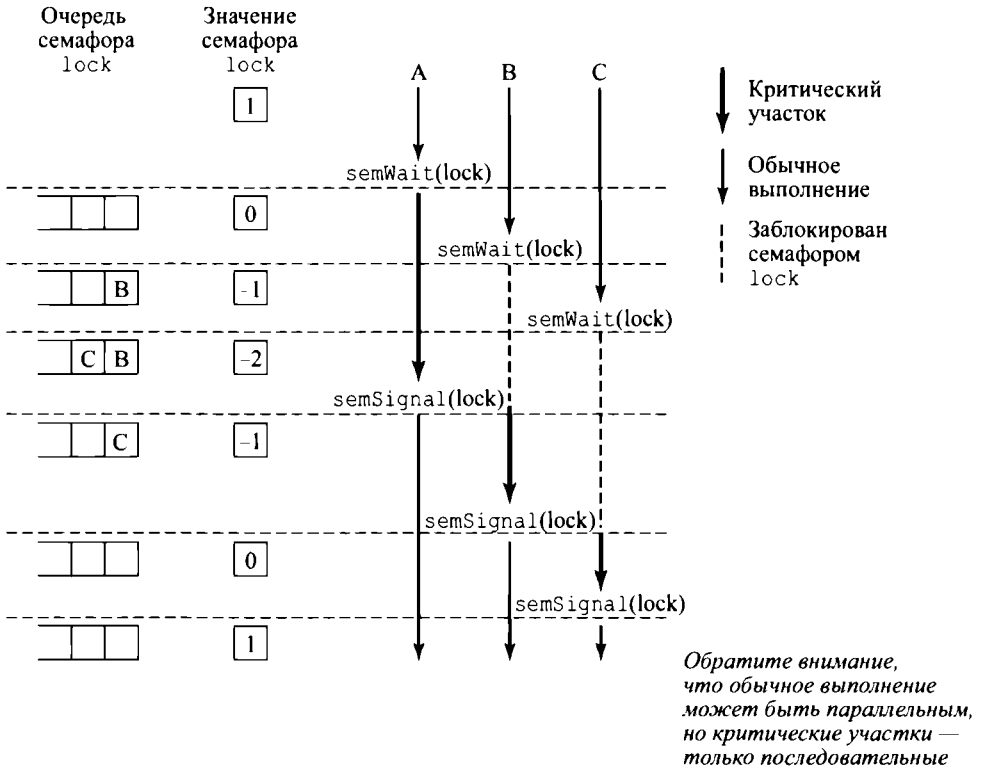 Очередь
семафора
lock
Значение
семафора
lock
A
B
C
1
Критический
участок
Обычное
выполнение
Заблокирован
семафором
lock
semWait(lock)
0
semWait(lock)
B
-1
semWait(lock)
C B
-2
semSignal(lock)
C
-1
semSignal(lock)
0
semSignal(lock)
1
Обратите внимание,
что обычное выполнение
может быть параллельным,
но критические участки —
только последовательные